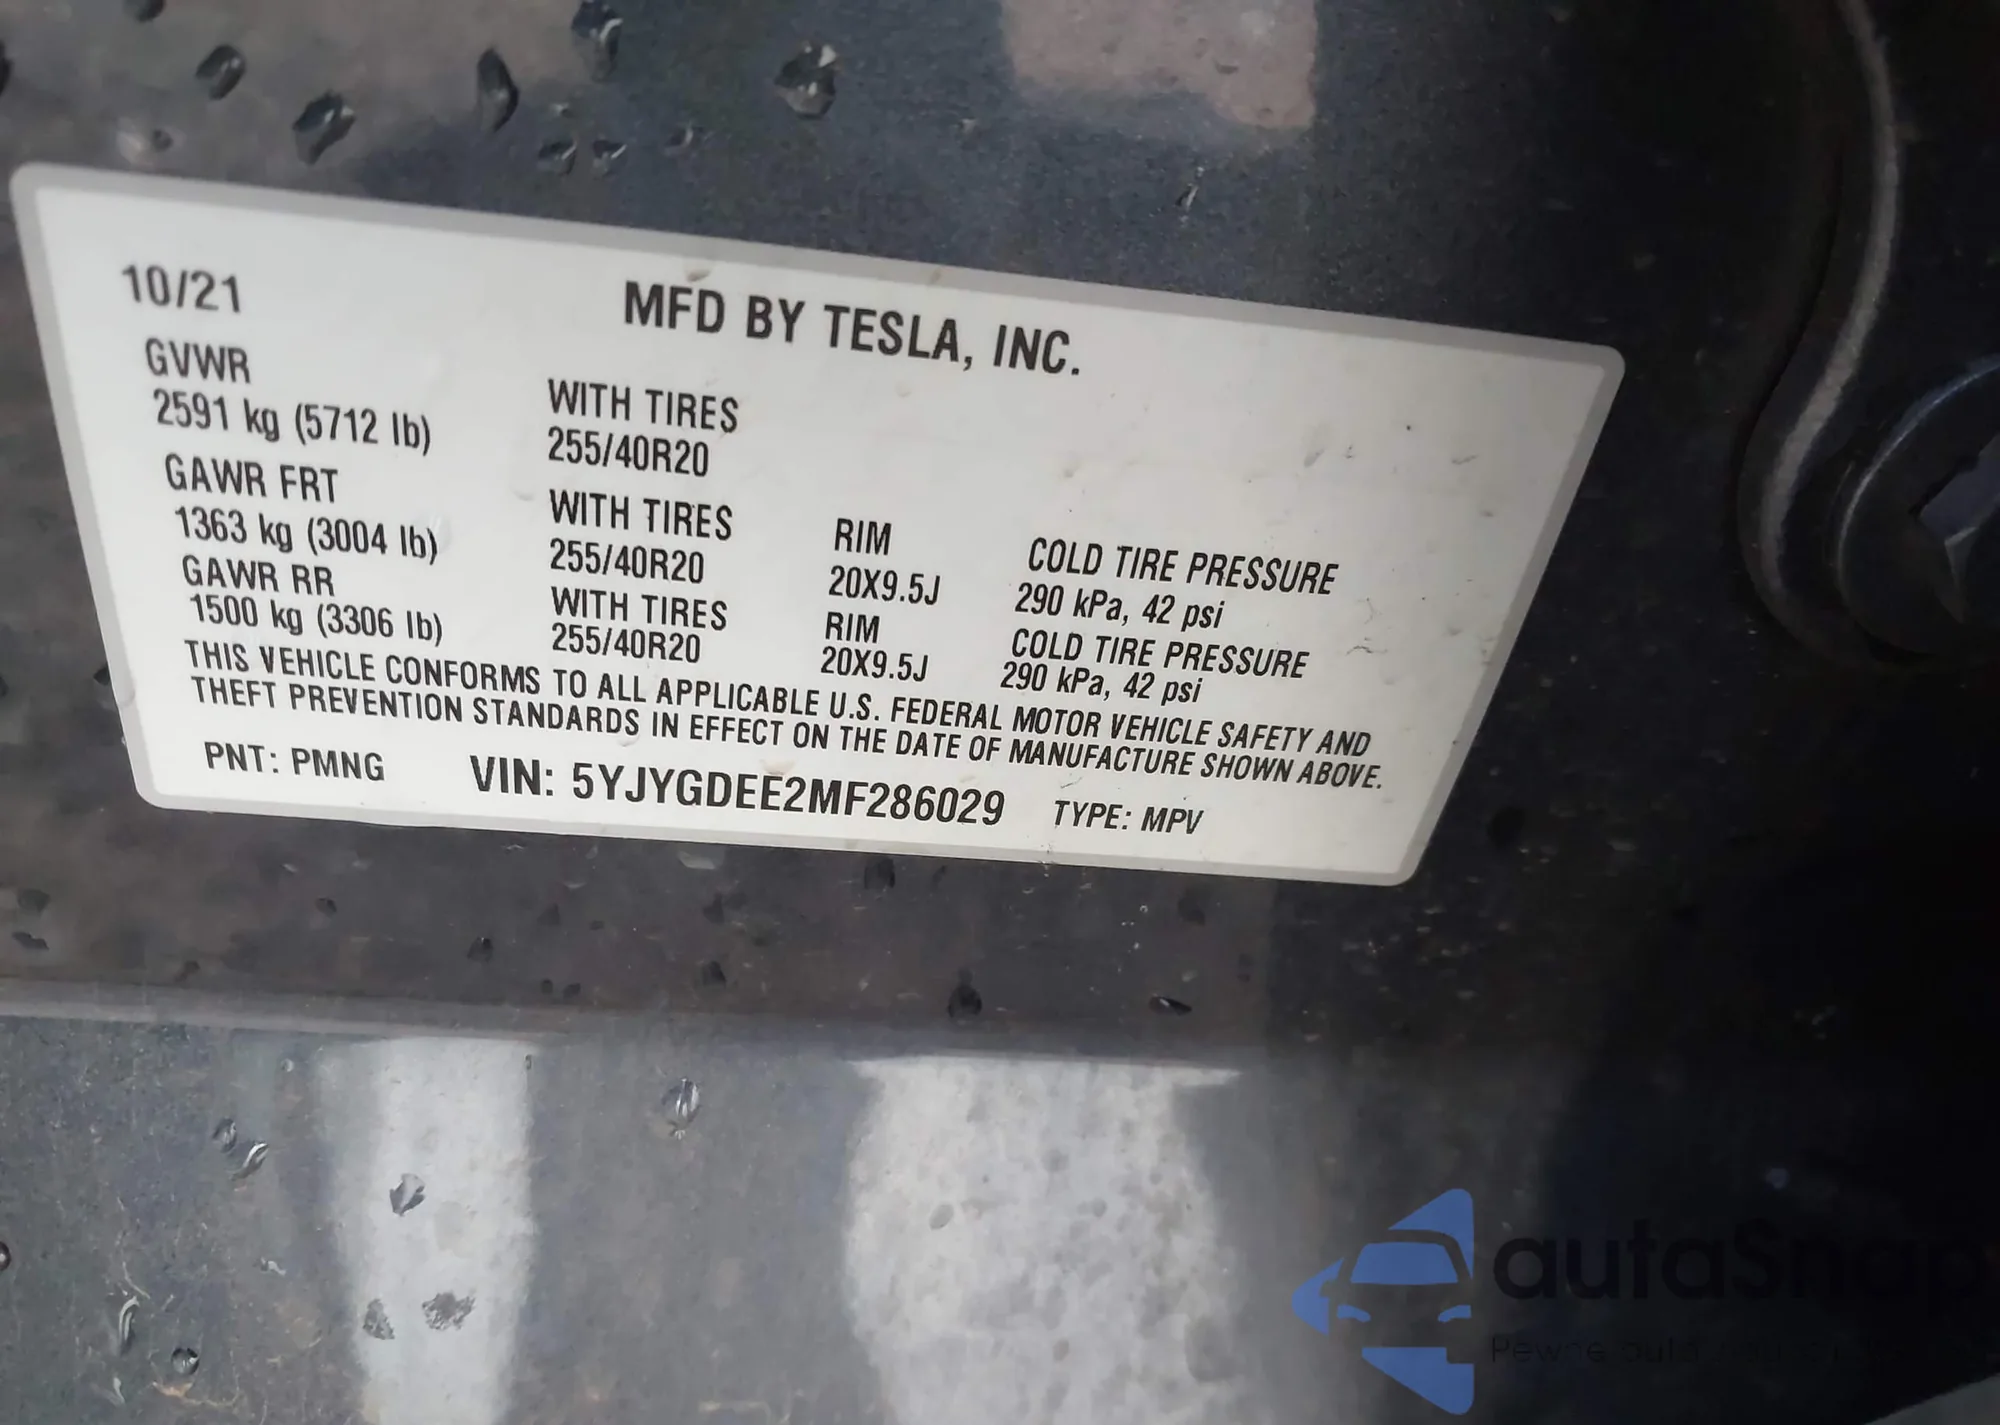 10/21
MFD BY TESLA, INC.
GVWR
2591 kg (5712 lb)
WITH TIRES
255/40R20
GAWR FRT
1363 kg (3004 lb)
WITH TIRES
255/40R20
RIM
20X9.5J
COLD TIRE PRESSURE
290 kPa, 42 psi
GAWR RR
1500 kg (3306 lb)
WITH TIRES
255/40R20
RIM
20X9.5J
COLD TIRE PRESSURE
290 kPa, 42 psi
THIS VEHICLE CONFORMS TO ALL APPLICABLE U.S. FEDERAL MOTOR VEHICLE SAFETY AND
THEFT PREVENTION STANDARDS IN EFFECT ON THE DATE OF MANUFACTURE SHOWN ABOVE.
PNT: PMNG
VIN: 5YJYGDEE2MF286029
TYPE: MPV
autaSnap
Pewne auto